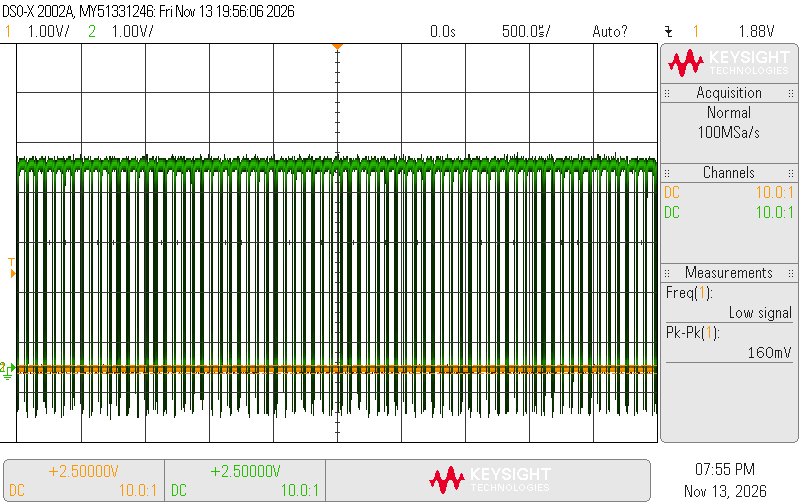 DSO-X 2002A, MY51331246: Fri Nov 13 19:56:06 2026
1 1.00V/ 2 1.00V/ 0.0s 500.0µs/ Auto? 1 1.88V
KEYSIGHT
TECHNOLOGIES
Acquisition
Normal
100MSa/s
Channels
DC 10.0:1
DC 10.0:1
Measurements
Freq(1):
Low signal
Pk-Pk(1):
160mV
T
2
+2.50000V
DC 10.0:1
+2.50000V
DC 10.0:1
KEYSIGHT
TECHNOLOGIES
07:55 PM
Nov 13, 2026